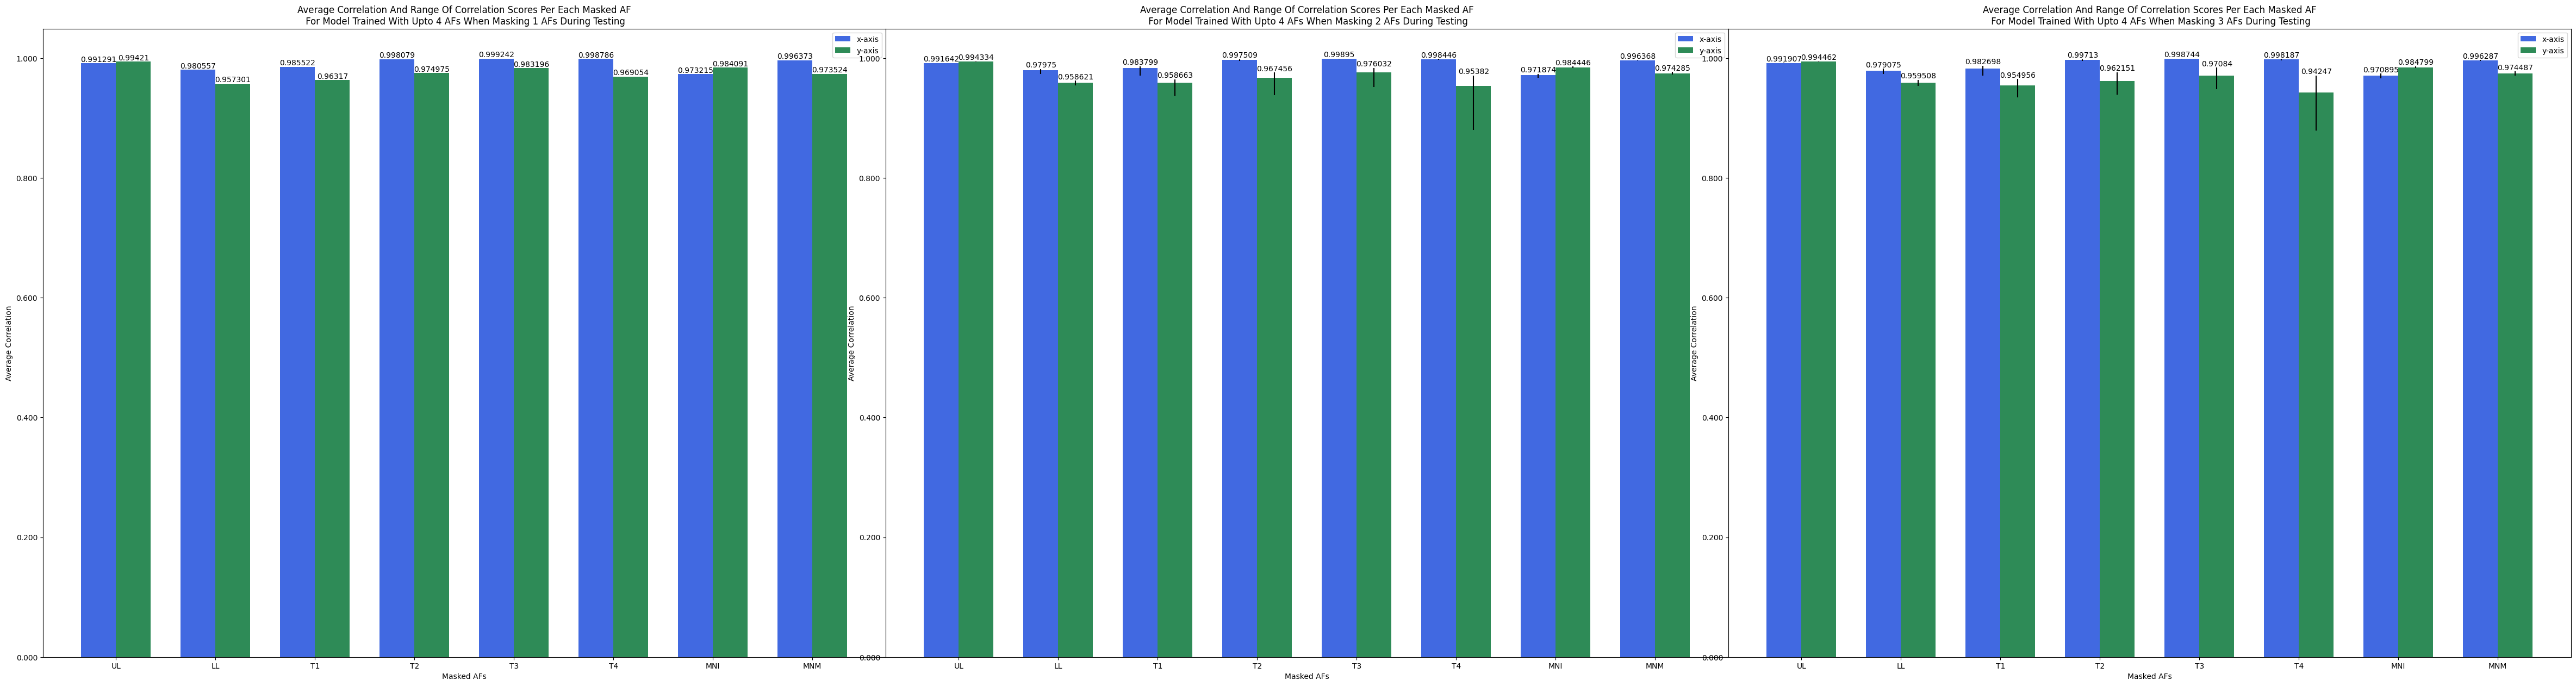 Average Correlation And Range Of Correlation Scores Per Each Masked AF
For Model Trained With Upto 4 AFs When Masking 1 AFs During Testing
x-axis
y-axis
1.000
0.800
0.600
0.400
0.200
0.000
Average Correlation
0.991291 0.99421
0.980557 0.957301
0.985522 0.96317
0.998079 0.974975
0.999242 0.983196
0.998786 0.969054
0.973215 0.984091
0.996373 0.973524
UL LL T1 T2 T3 T4 MNI MNM
Masked AFs
Average Correlation And Range Of Correlation Scores Per Each Masked AF
For Model Trained With Upto 4 AFs When Masking 2 AFs During Testing
x-axis
y-axis
1.000
0.800
0.600
0.400
0.200
0.000
Average Correlation
0.991642 0.994334
0.97975 0.958621
0.983799 0.958663
0.997509 0.967456
0.99895 0.976032
0.998446 0.95382
0.971874 0.984446
0.996368 0.974285
UL LL T1 T2 T3 T4 MNI MNM
Masked AFs
Average Correlation And Range Of Correlation Scores Per Each Masked AF
For Model Trained With Upto 4 AFs When Masking 3 AFs During Testing
x-axis
y-axis
1.000
0.800
0.600
0.400
0.200
0.000
Average Correlation
0.991907 0.994462
0.979075 0.959508
0.982698 0.954956
0.99713 0.962151
0.998744 0.97084
0.998187 0.94247
0.970895 0.984799
0.996287 0.974487
UL LL T1 T2 T3 T4 MNI MNM
Masked AFs